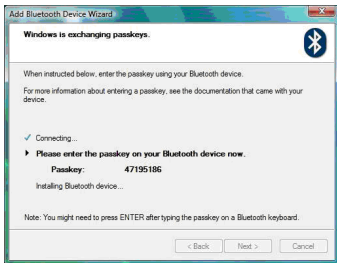 Add Bluetooth Device Wizard
Windows is exchanging passkeys.
When instructed below, enter the passkey using your Bluetooth device.
For more information about entering a passkey, see the documentation that came with your
device.
Connecting...
Please enter the passkey on your Bluetooth device now.
Passkey: 47195186
Installing Bluetooth device...
Note: You might need to press ENTER after typing the passkey on a Bluetooth keyboard.
< Back Next > Cancel